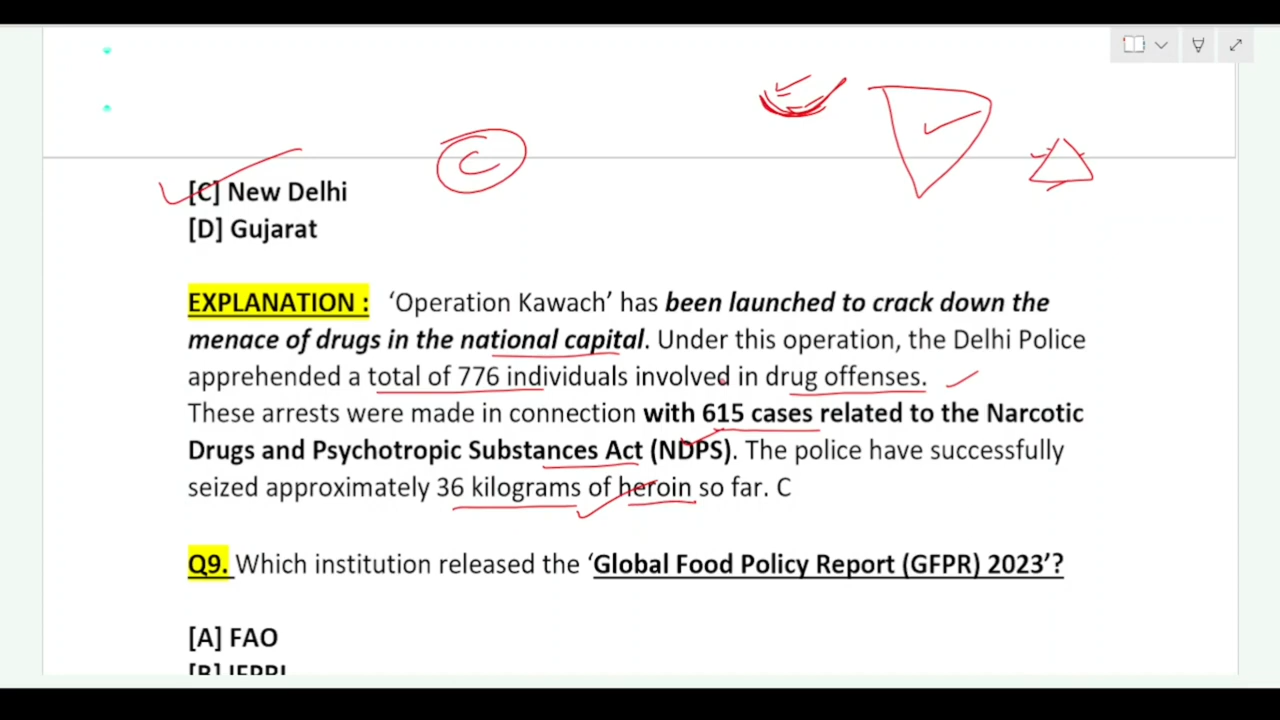 C
[C] New Delhi
[D] Gujarat
EXPLANATION : ‘Operation Kawach’ has been launched to crack down the
menace of drugs in the national capital. Under this operation, the Delhi Police
apprehended a total of 776 individuals involved in drug offenses.
These arrests were made in connection with 615 cases related to the Narcotic
Drugs and Psychotropic Substances Act (NDPS). The police have successfully
seized approximately 36 kilograms of heroin so far. C
Q9. Which institution released the ‘Global Food Policy Report (GFPR) 2023’?
[A] FAO
[B] IFPRI